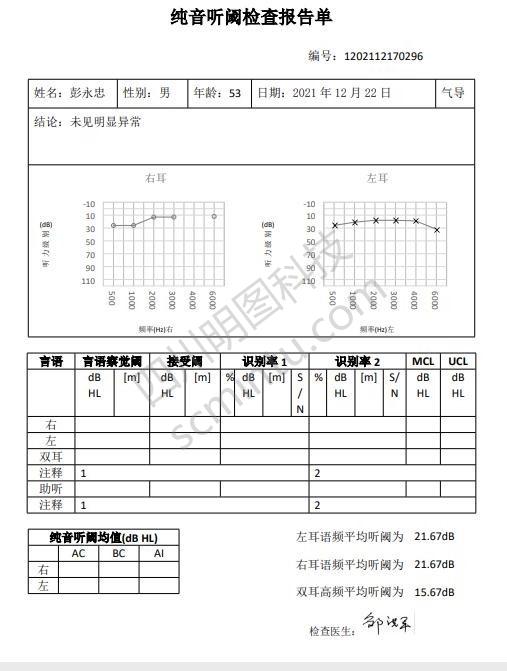 纯音听阈检查报告单
编号：1202112170296
姓名：彭永忠 性别：男 年龄：53 日期：2021 年 12 月 22 日 气导
结论：未见明显异常
右耳 左耳
-10 -10
10 10
30 30
50 50
70 70
90 90
110 110
(dB) (dB)
听力级别 听力级别
500 1000 2000 3000 4000 6000 500 1000 2000 3000 4000 6000
频率(Hz)右 频率(Hz)左
四川明图科技
scmingtu.com
言语 言语察觉阈 接受阈 识别率 1 识别率 2 MCL UCL
dB HL [m] dB HL [m] % dB HL [m] S/N % dB HL [m] S/N dB HL dB HL
右
左
双耳
注释 1 2
助听
注释 1 2
纯音听阈均值(dB HL)
AC BC AI
右
左
左耳语频平均听阈为 21.67dB
右耳语频平均听阈为 21.67dB
双耳高频平均听阈为 15.67dB
检查医生：